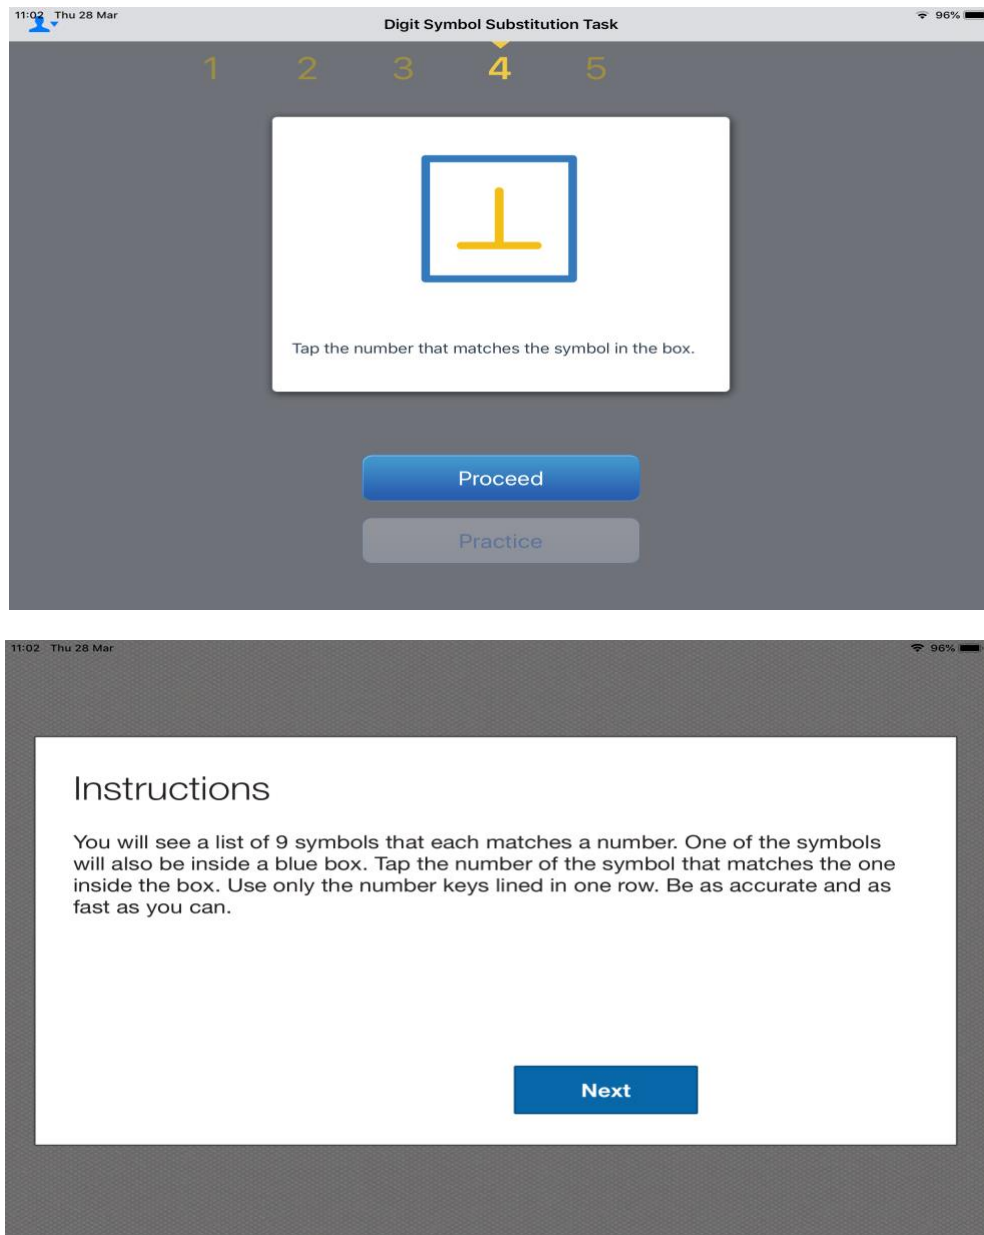 11:02 Thu 28 Mar
Digit Symbol Substitution Task
96%
1 2 3 4 5
Tap the number that matches the symbol in the box.
Proceed
Practice
11:02 Thu 28 Mar
96%
Instructions
You will see a list of 9 symbols that each matches a number. One of the symbols
will also be inside a blue box. Tap the number of the symbol that matches the one
inside the box. Use only the number keys lined in one row. Be as accurate and as
fast as you can.
Next